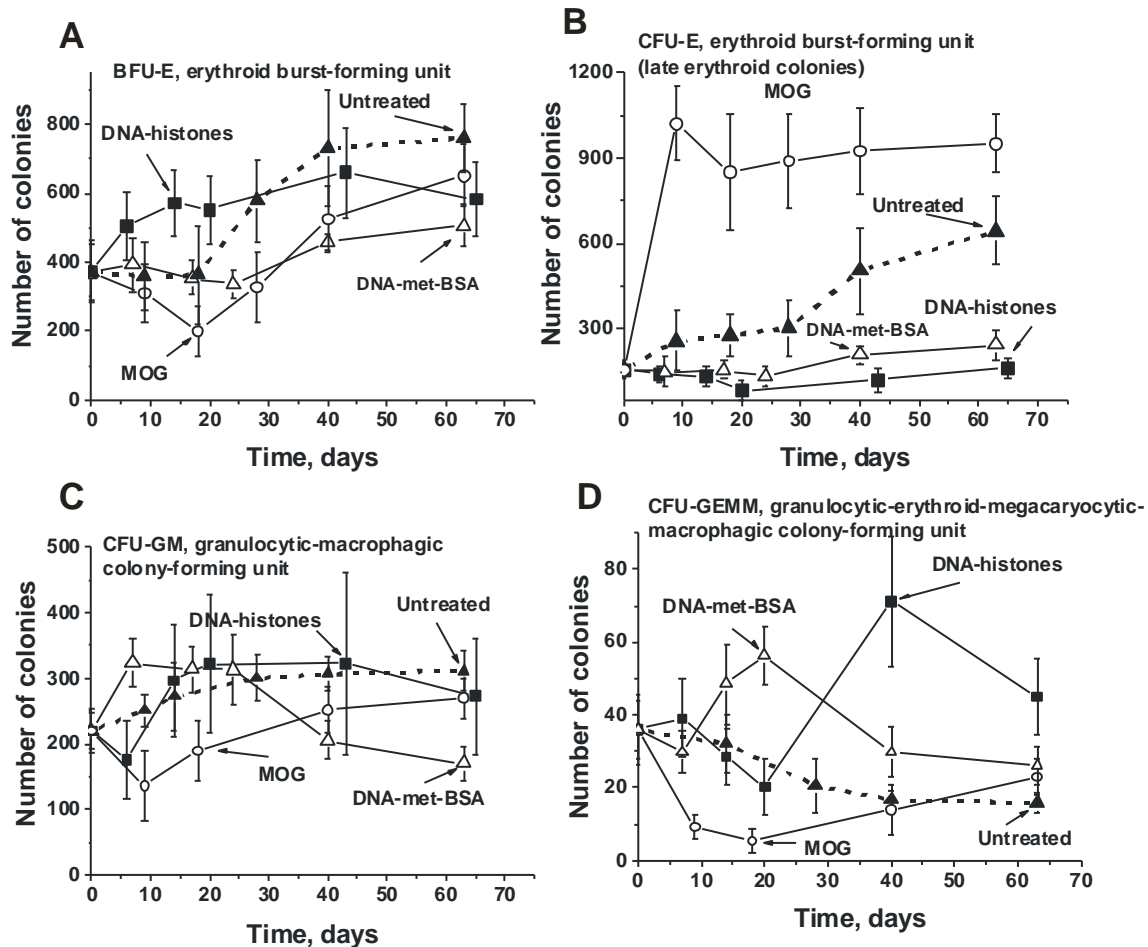 A
BFU-E, erythroid burst-forming unit
Untreated
DNA-histones
DNA-met-BSA
MOG
Number of colonies
800
600
400
200
0
0 10 20 30 40 50 60 70
Time, days
B
CFU-E, erythroid burst-forming unit
(late erythroid colonies)
MOG
Untreated
DNA-histones
DNA-met-BSA
Number of colonies
1200
900
600
300
0 10 20 30 40 50 60 70
Time, days
C
CFU-GM, granulocytic-macrophagic
colony-forming unit
Untreated
DNA-histones
MOG
DNA-met-BSA
Number of colonies
500
400
300
200
100
0
0 10 20 30 40 50 60 70
Time, days
D
CFU-GEMM, granulocytic-erythroid-megacaryocytic-
macrophagic colony-forming unit
DNA-histones
DNA-met-BSA
Untreated
MOG
Number of colonies
80
60
40
20
0
0 10 20 30 40 50 60 70
Time, days